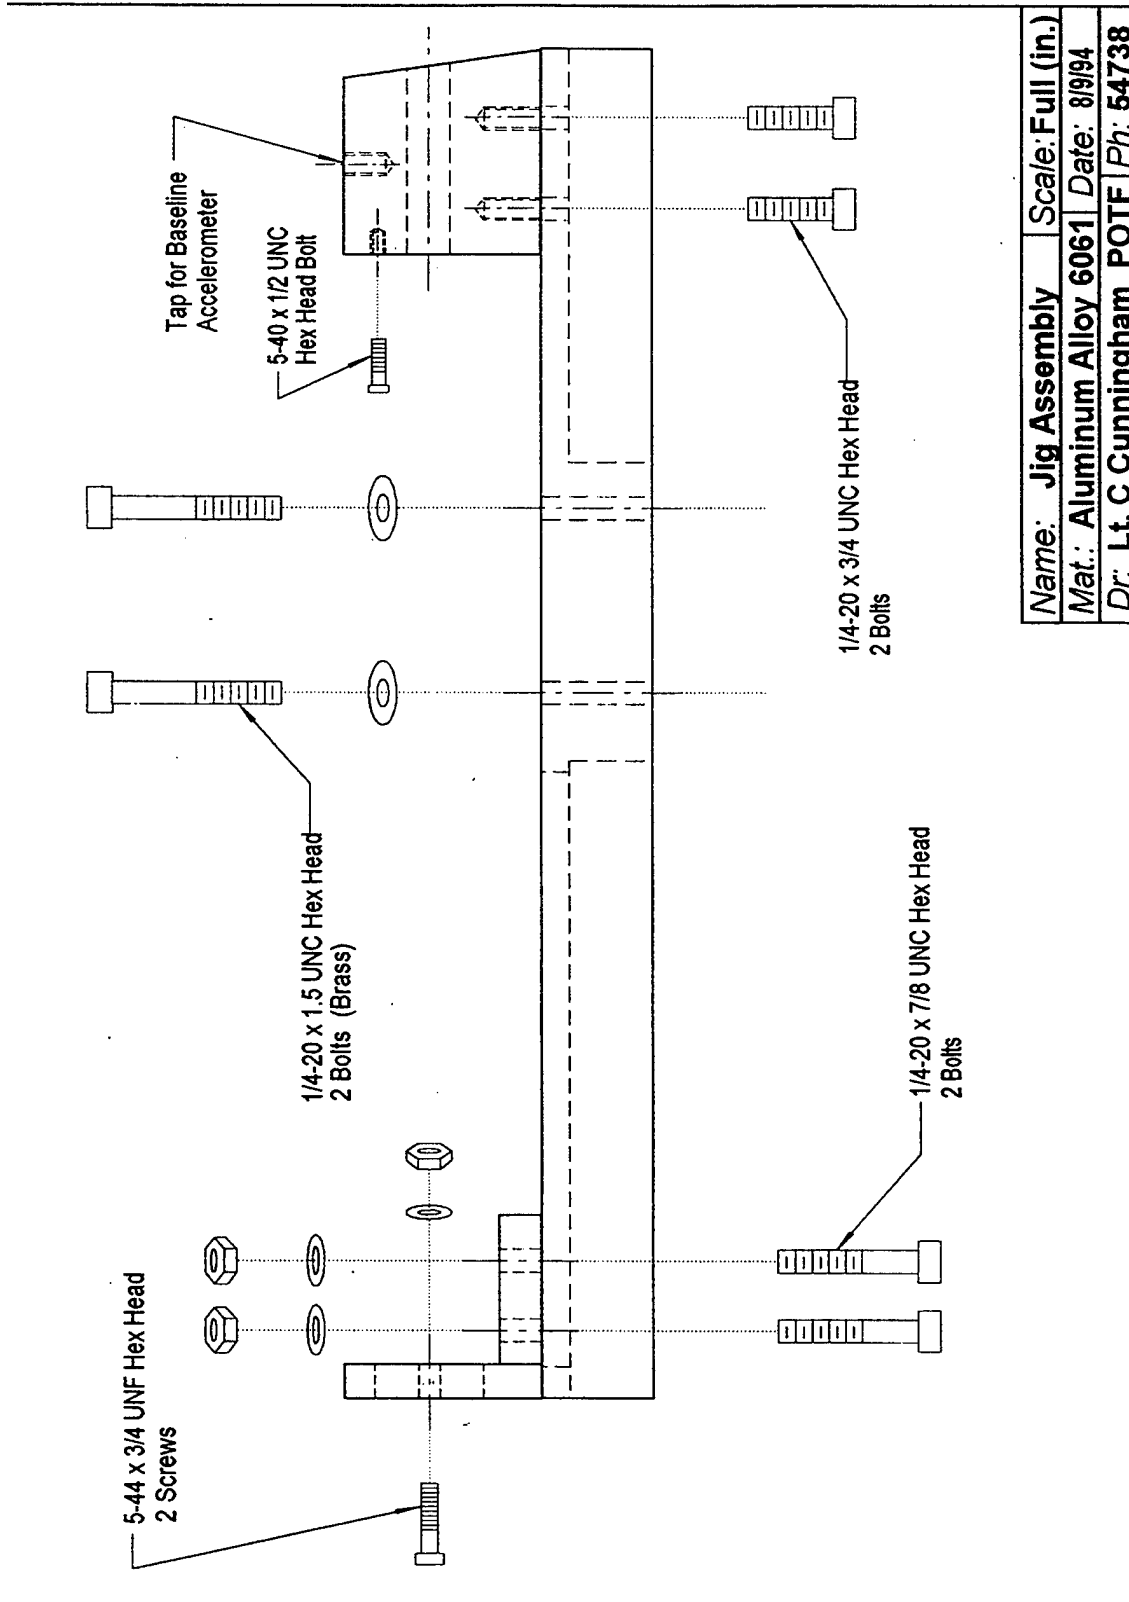 Tap for Baseline
Accelerometer
5-40 x 1/2 UNC
Hex Head Bolt
1/4-20 x 1.5 UNC Hex Head
2 Bolts (Brass)
5-44 x 3/4 UNF Hex Head
2 Screws
1/4-20 x 3/4 UNC Hex Head
2 Bolts
1/4-20 x 7/8 UNC Hex Head
2 Bolts
Name: Jig Assembly Scale: Full (in.)
Mat.: Aluminum Alloy 6061 Date: 8/9/94
Dr: Lt. C Cunningham POTF Ph: 54738